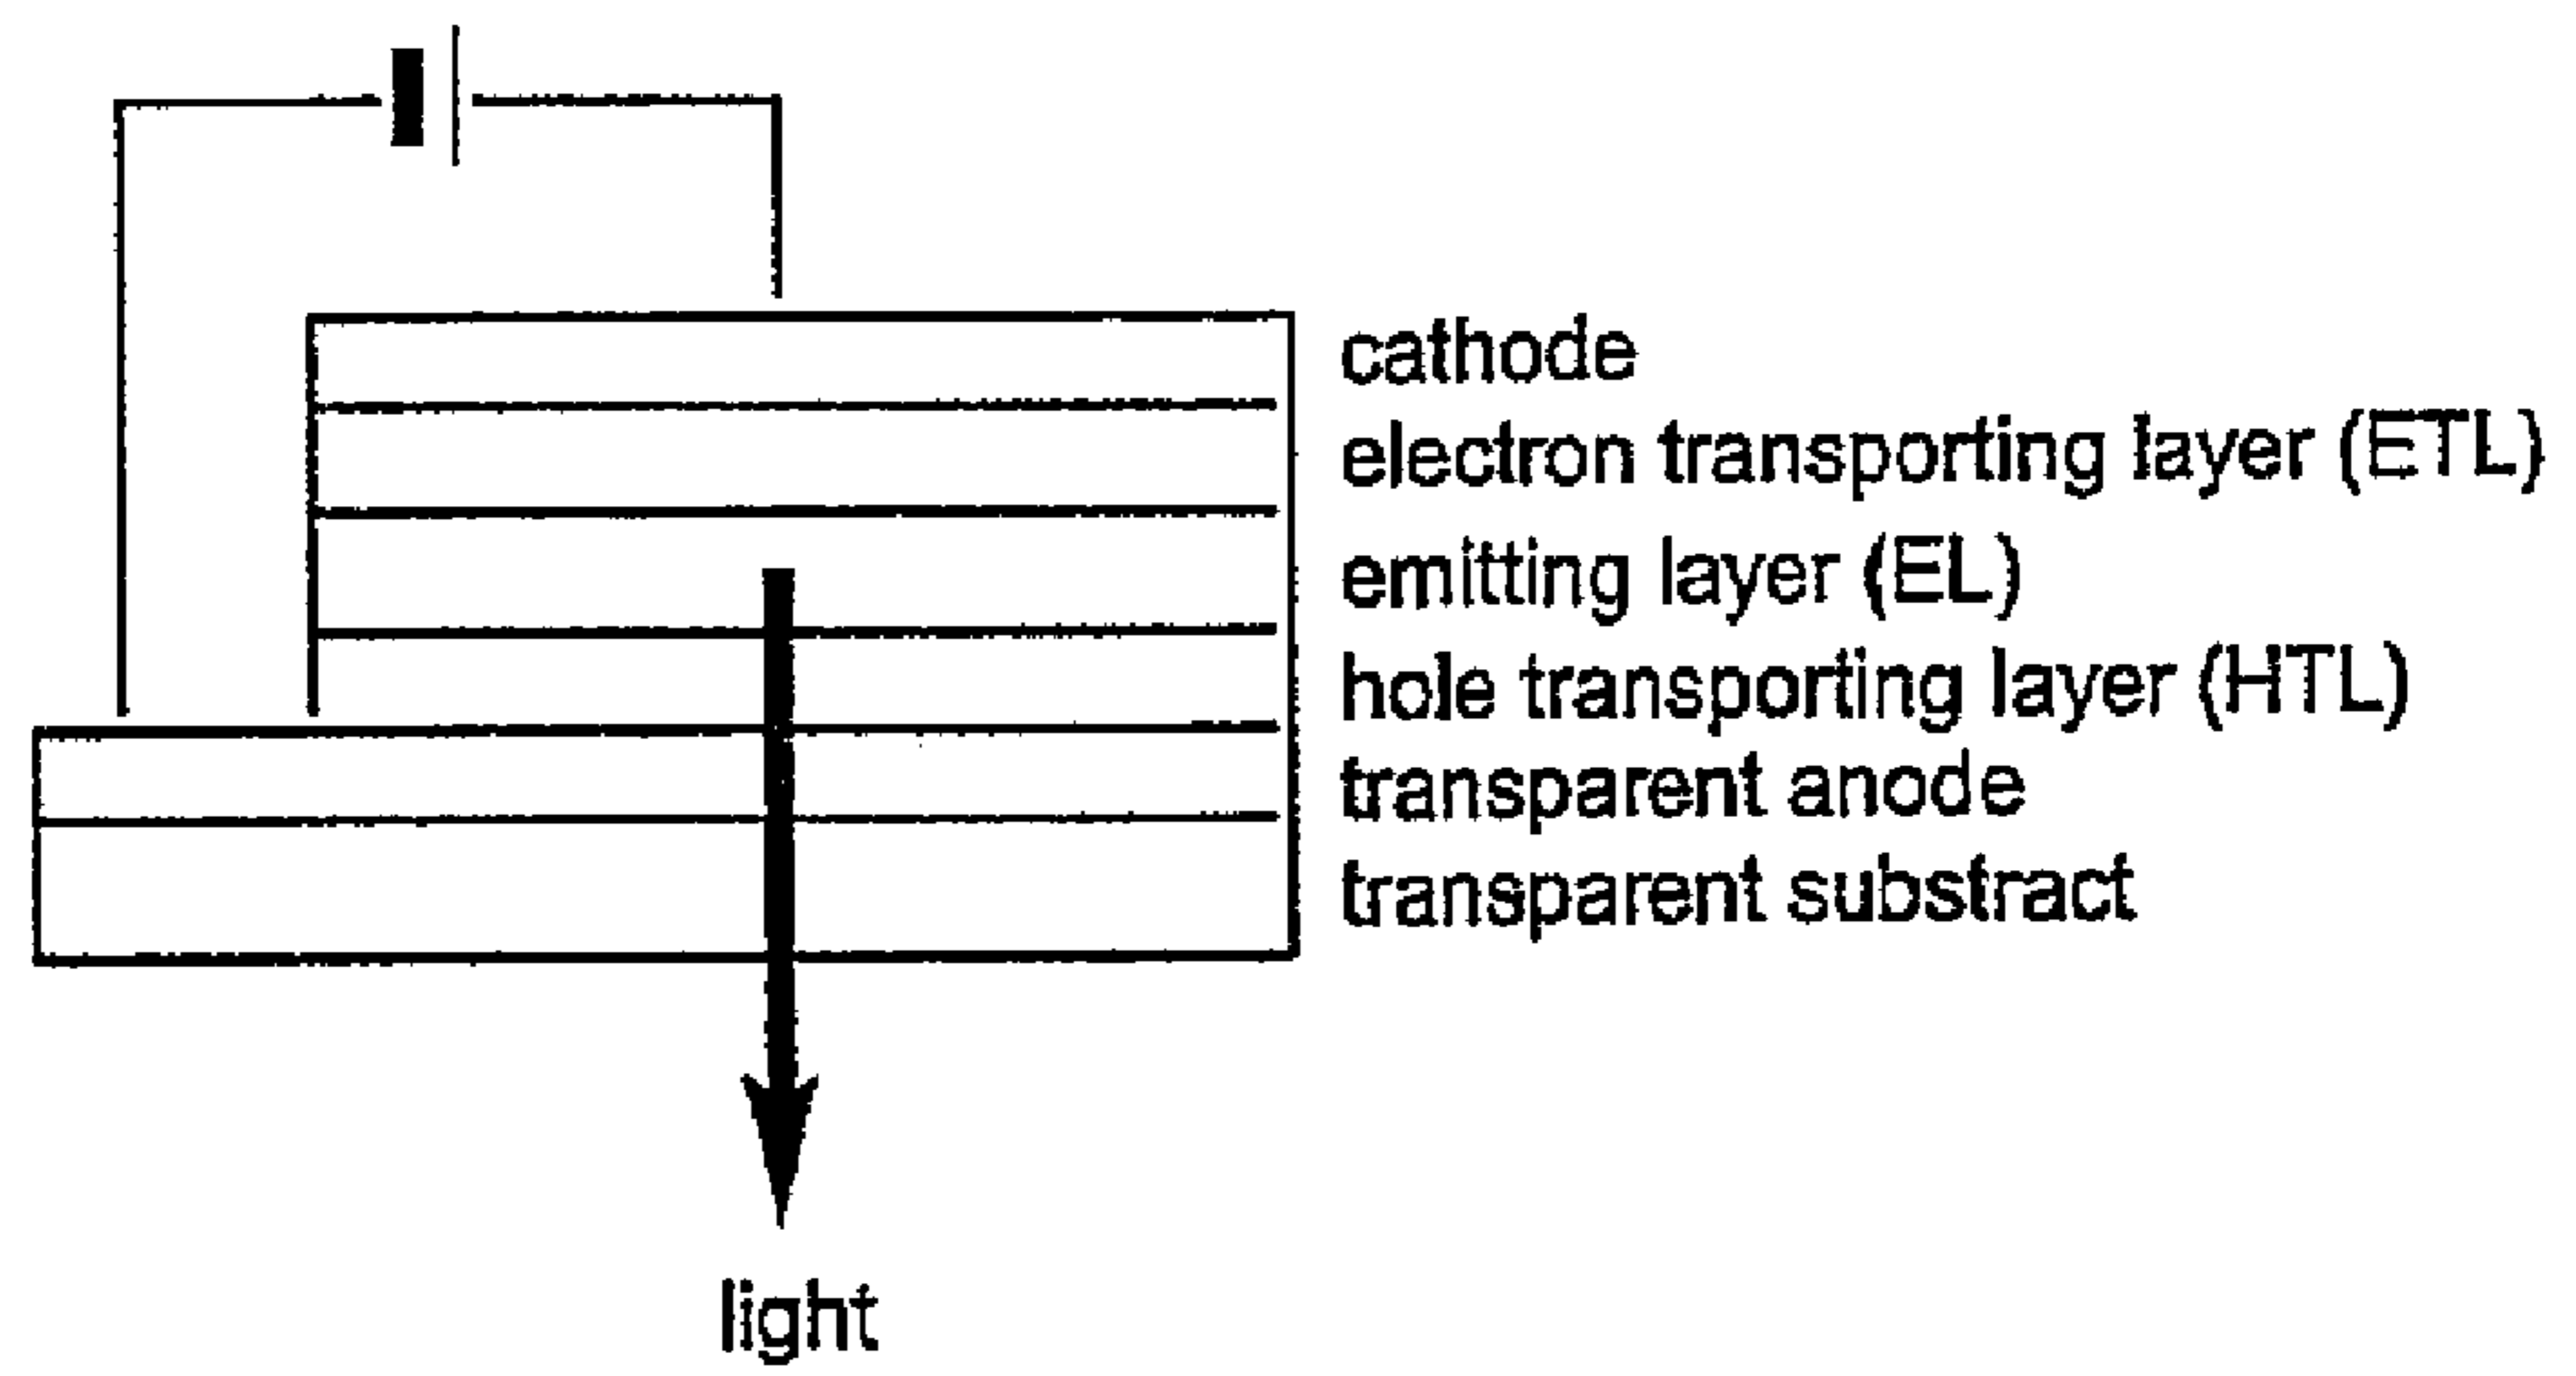 cathode
electron transporting layer (ETL)
emitting layer (EL)
hole transporting layer (HTL)
transparent anode
transparent substract
light